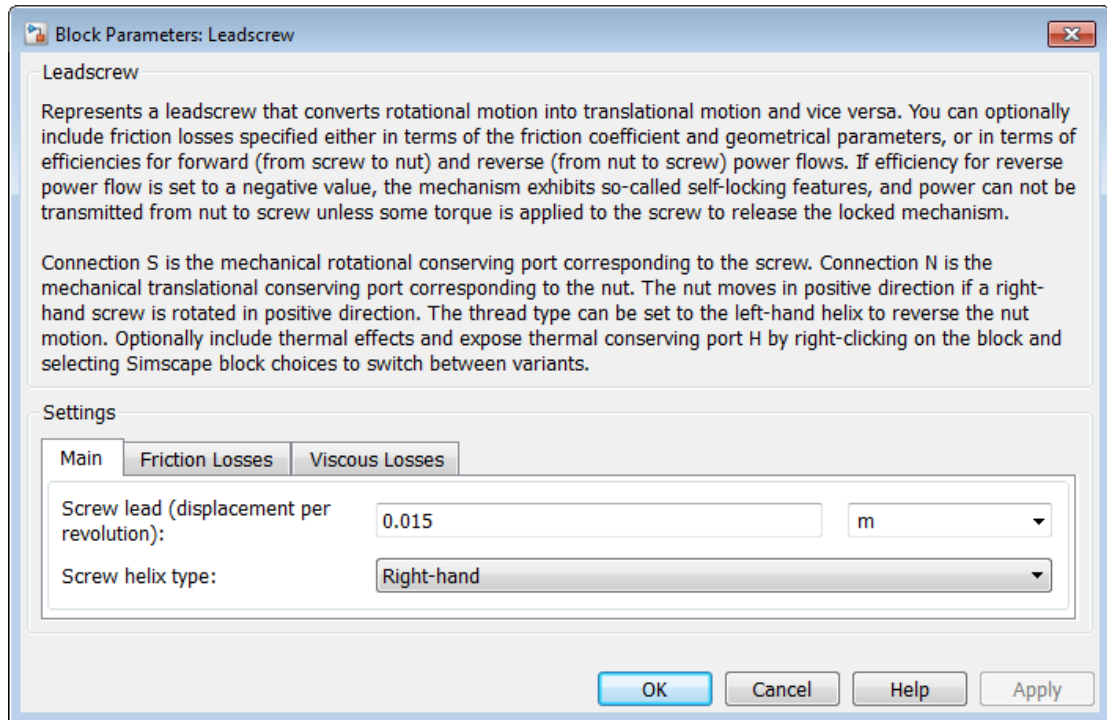 Block Parameters: Leadscrew
Leadscrew
Represents a leadscrew that converts rotational motion into translational motion and vice versa. You can optionally
include friction losses specified either in terms of the friction coefficient and geometrical parameters, or in terms of
efficiencies for forward (from screw to nut) and reverse (from nut to screw) power flows. If efficiency for reverse
power flow is set to a negative value, the mechanism exhibits so-called self-locking features, and power can not be
transmitted from nut to screw unless some torque is applied to the screw to release the locked mechanism.
Connection S is the mechanical rotational conserving port corresponding to the screw. Connection N is the
mechanical translational conserving port corresponding to the nut. The nut moves in positive direction if a right-
hand screw is rotated in positive direction. The thread type can be set to the left-hand helix to reverse the nut
motion. Optionally include thermal effects and expose thermal conserving port H by right-clicking on the block and
selecting Simscape block choices to switch between variants.
Settings
Main Friction Losses Viscous Losses
Screw lead (displacement per
revolution):
0.015 m
Screw helix type: Right-hand
OK Cancel Help Apply